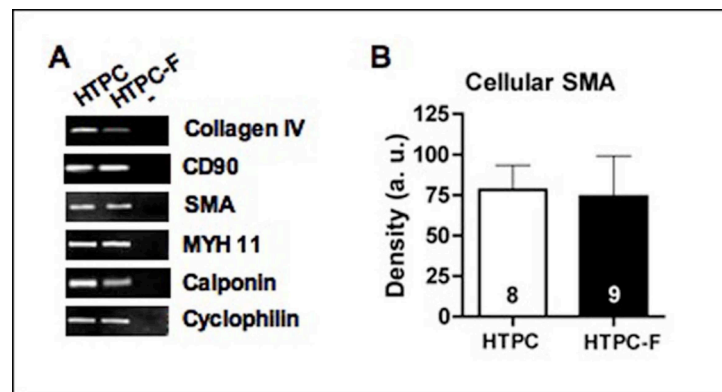 A
HTPC
HTPC-F
-
Collagen IV
CD90
SMA
MYH 11
Calponin
Cyclophilin
B
Cellular SMA
Density (a. u.)
125
100
75
50
25
0
8
9
HTPC
HTPC-F